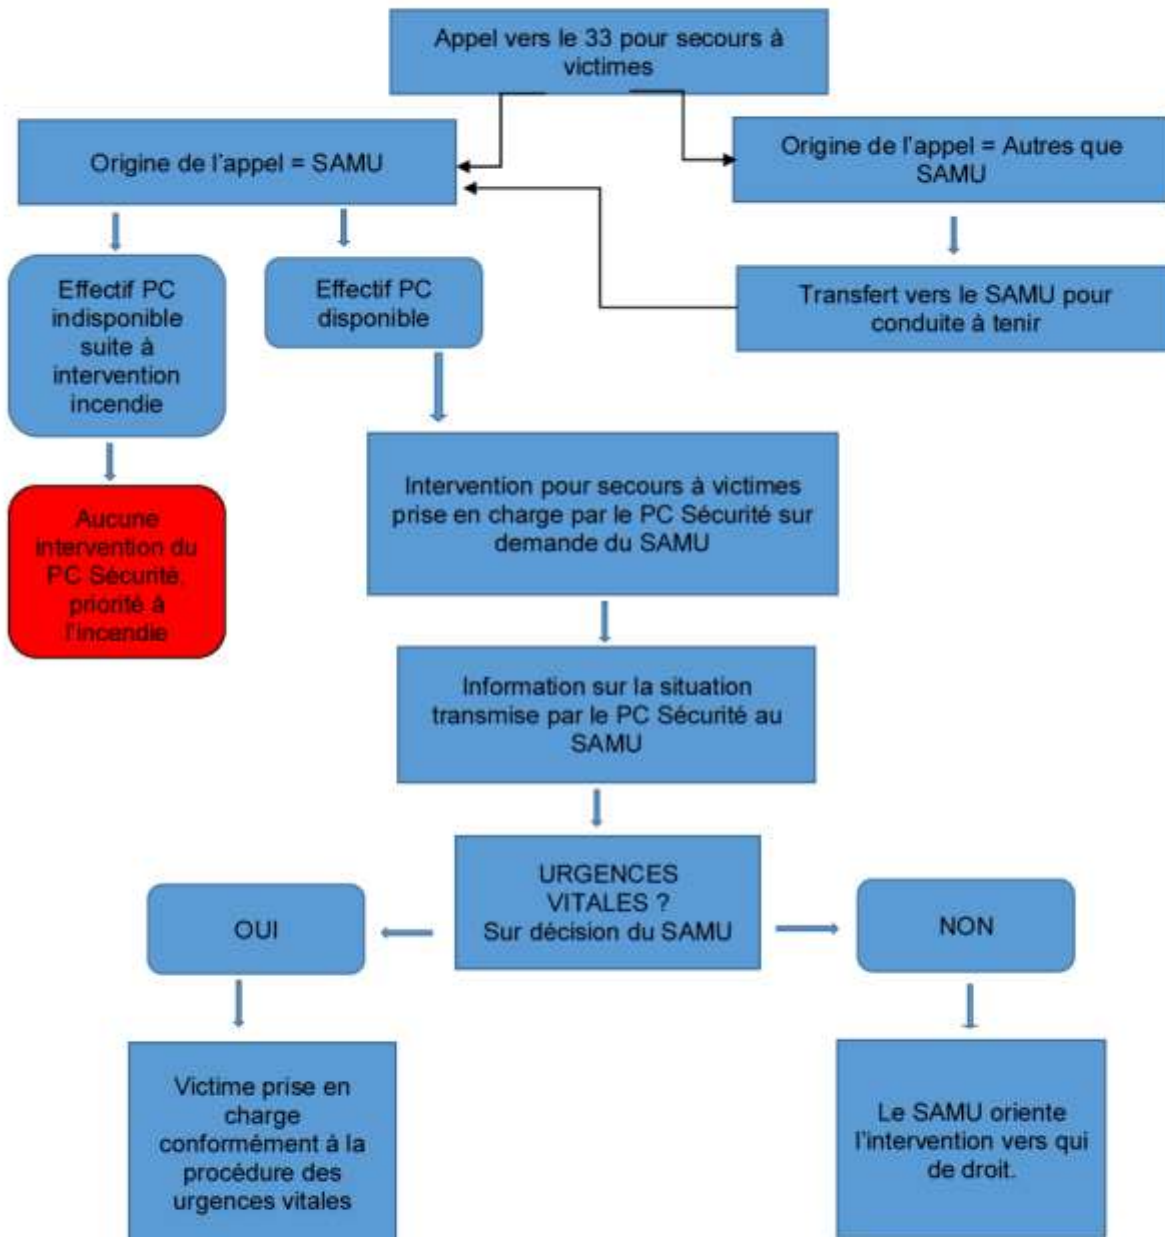 Appel vers le 33 pour secours à
victimes
Origine de l'appel = SAMU
Origine de l'appel = Autres que
SAMU
Effectif PC
indisponible
suite à
intervention
incendie
Effectif PC
disponible
Transfert vers le SAMU pour
conduite à tenir
Aucune
intervention du
PC Sécurité,
priorité à
l'incendie
Intervention pour secours à victimes
prise en charge par le PC Sécurité sur
demande du SAMU
Information sur la situation
transmise par le PC Sécurité au
SAMU
URGENCES
VITALES ?
Sur décision du SAMU
OUI
NON
Victime prise en
charge
conformément à la
procédure des
urgences vitales
Le SAMU oriente
l'intervention vers qui
de droit.